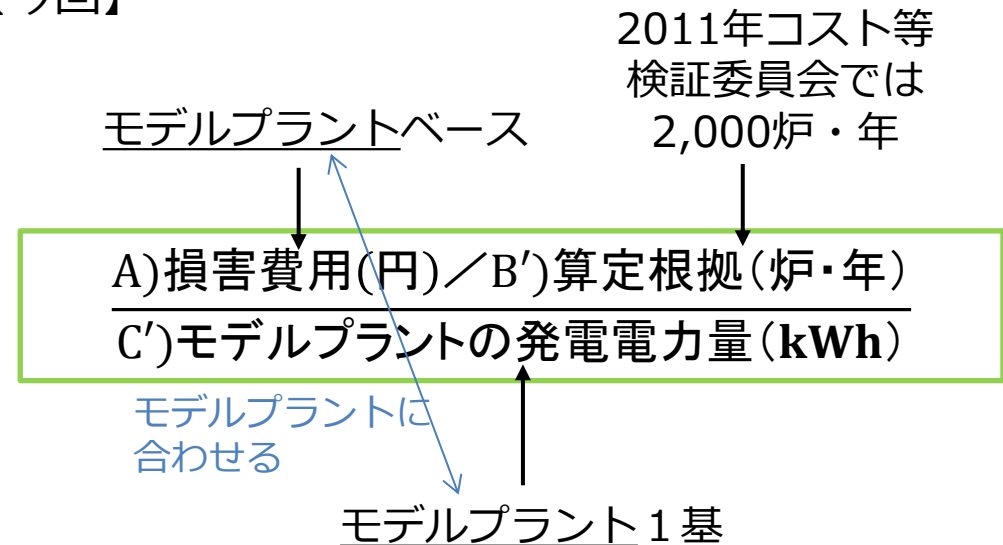 今回】
2011年コスト等
検証委員会では
2,000炉・年
モデルプラントベース
A)損害費用(円)／B′)算定根拠（炉・年）
C′)モデルプラントの発電電力量（kWh）
モデルプラントに
合わせる
モデルプラント１基